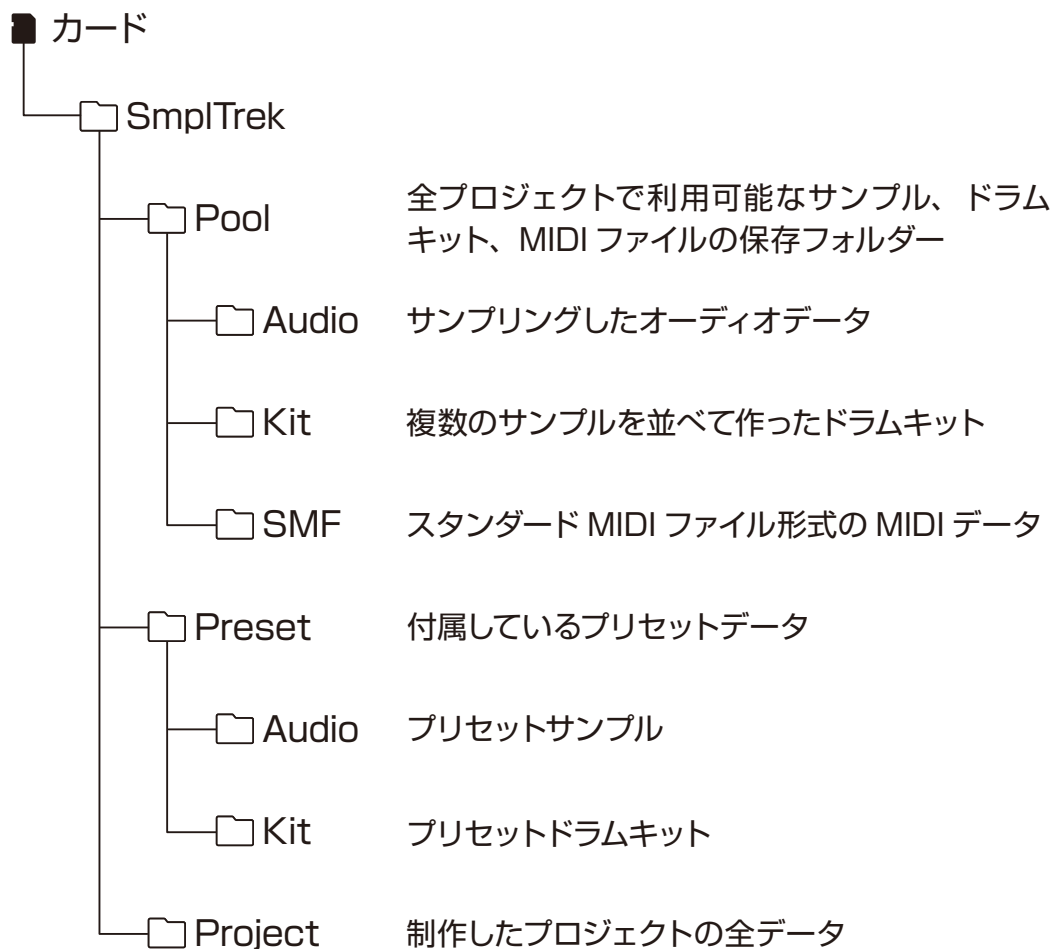 カード
SmplTrek
Pool
全プロジェクトで利用可能なサンプル、ドラム
キット、MIDI ファイルの保存フォルダー
Audio サンプリングしたオーディオデータ
Kit 複数のサンプルを並べて作ったドラムキット
SMF スタンダード MIDI ファイル形式の MIDI データ
Preset 付属しているプリセットデータ
Audio プリセットサンプル
Kit プリセットドラムキット
Project 制作したプロジェクトの全データ